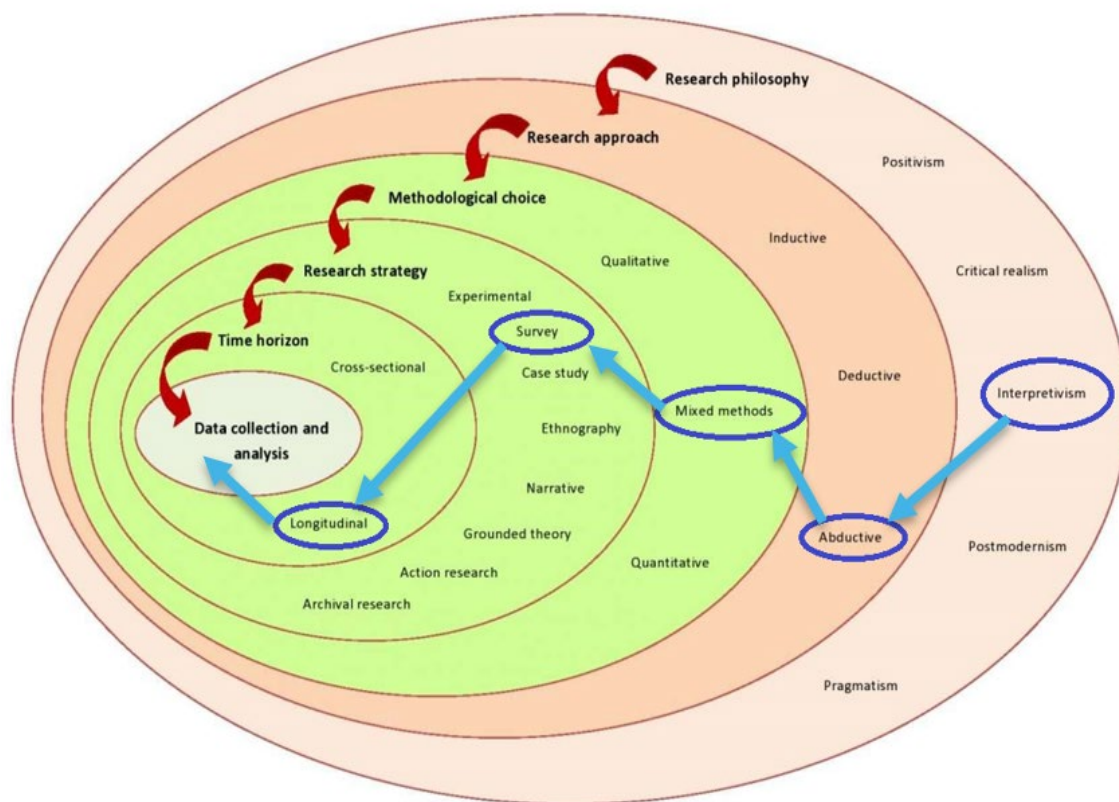 Research philosophy
Research approach
Positivism
Methodological choice
Inductive
Qualitative
Critical realism
Research strategy
Experimental
Survey
Time horizon
Cross-sectional
Case study
Deductive
Interpretivism
Mixed methods
Data collection and
analysis
Ethnography
Narrative
Longitudinal
Grounded theory
Abductive
Postmodernism
Quantitative
Action research
Archival research
Pragmatism